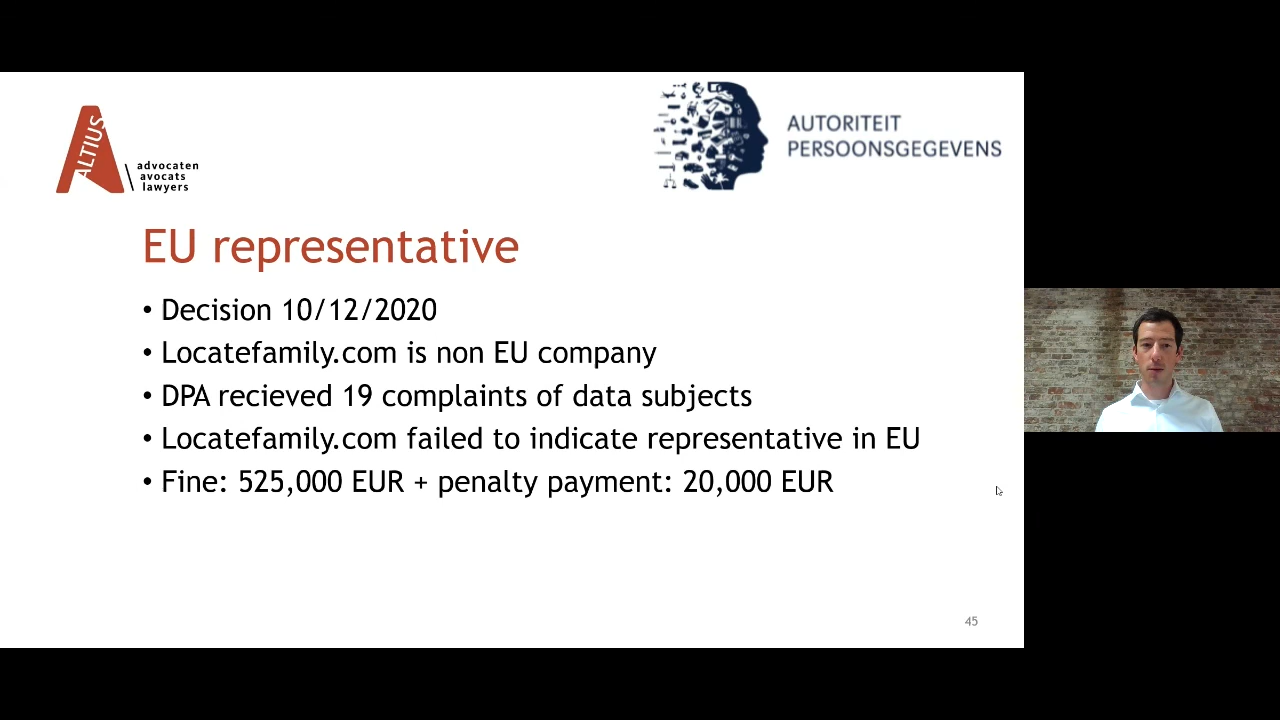 ALTIUS
advocaten
avocats
lawyers
AUTORITEIT
PERSOONSGEGEVENS
EU representative
• Decision 10/12/2020
• Locatefamily.com is non EU company
• DPA recieved 19 complaints of data subjects
• Locatefamily.com failed to indicate representative in EU
• Fine: 525,000 EUR + penalty payment: 20,000 EUR
45